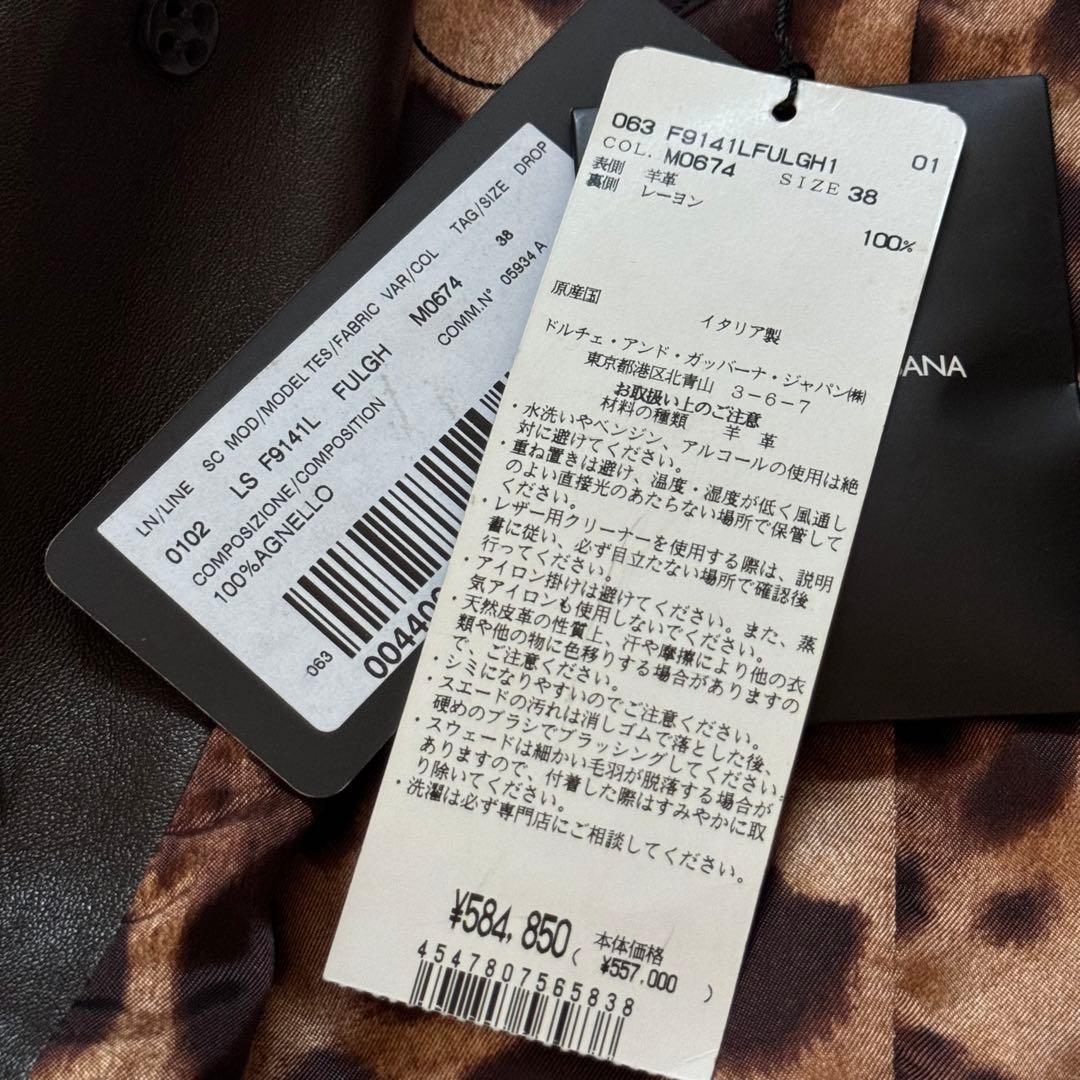 LN/LINE SC MOD/MODEL TES/FABRIC VAR/COL TAG/SIZE DROP
0102 LS F9141L FULGH M0674 38
COMPOSIZIONE/COMPOSITION COMM.N° 05934 A
100%AGNELLO
063
063 F9141LFULGH1 01
COL. M0674 SIZE 38
表側 羊革
裏側 レーヨン
100%
原産国
イタリア製
ドルチェ・アンド・ガッバーナ・ジャパン㈱
東京都港区北青山 3-6-7
お取扱い上のご注意
材料の種類 羊革
・水洗いやベンジン、アルコールの使用は絶
対に避けてください。
・重ね置きは避け、温度・湿度が低く風通し
のよい直接光のあたらない場所で保管して
ください。
・レザー用クリーナーを使用する際は、説明
書に従い、必ず目立たない場所で確認後
行ってください。
・アイロン掛けは避けてください。また、蒸
気アイロンも使用しないでください。
・天然皮革の性質上、汗や摩擦により他の衣
類や他の物に色移りする場合がありますの
で、ご注意ください。
・シミになりやすいのでご注意ください。
・スエードの汚れは消しゴムで落とした後、
硬めのブラシでブラッシングしてください。
・スウェードは細かい毛羽が脱落する場合が
ありますので、付着した際はすみやかに取
り除いてください。
・洗濯は必ず専門店にご相談してください。
¥584,850
(本体価格
¥557,000)
4547807565838